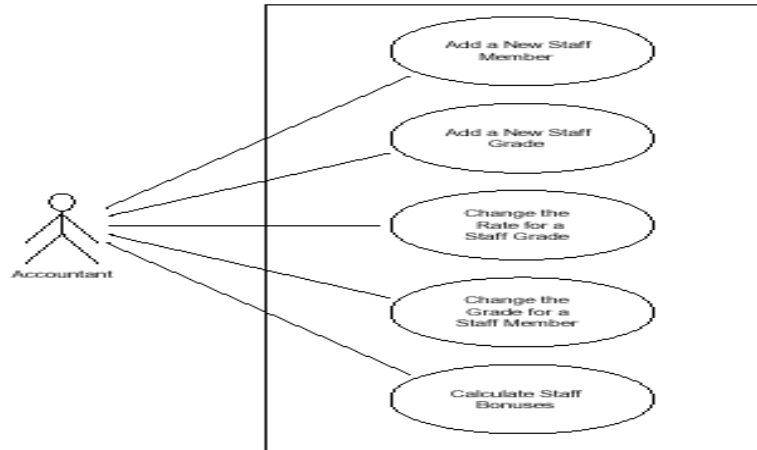 Add a New Staff
Member
Add a New Staff
Grade
Change the
Rate for a
Staff Grade
Accountant
Change the
Grade for a
Staff Member
Calculate Staff
Bonuses